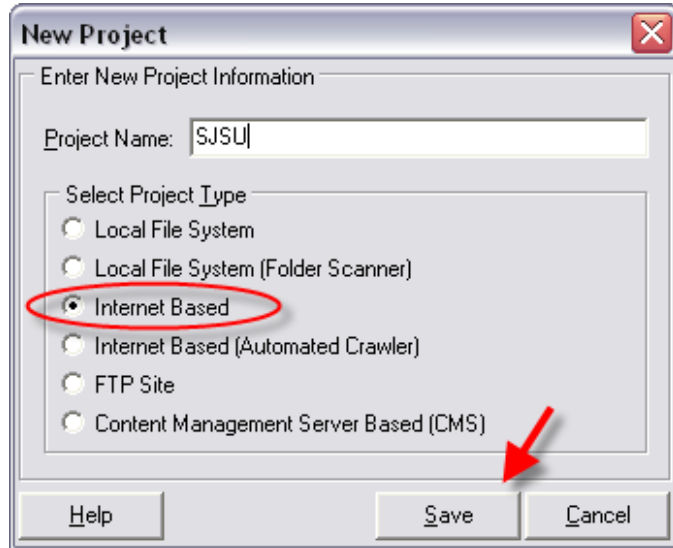 New Project
Enter New Project Information
Project Name: SJSU
Select Project Type
Local File System
Local File System (Folder Scanner)
Internet Based
Internet Based (Automated Crawler)
FTP Site
Content Management Server Based (CMS)
Help Save Cancel